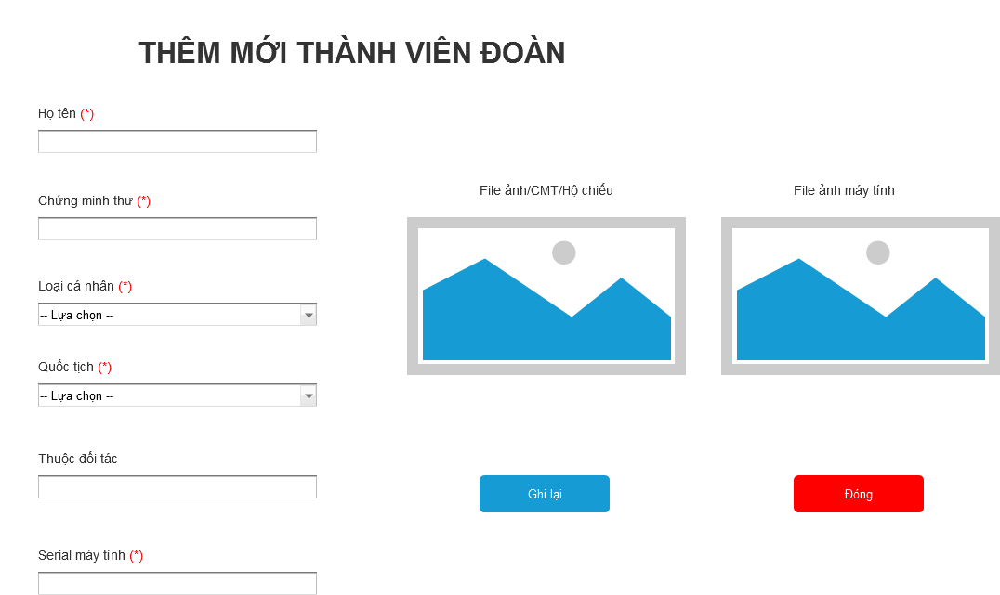 THÊM MỚI THÀNH VIÊN ĐOÀN
Họ tên (*)
Chứng minh thư (*)
Loại cá nhân (*)
-- Lựa chọn --
Quốc tịch (*)
-- Lựa chọn --
Thuộc đối tác
Serial máy tính (*)
File ảnh/CMT/Hộ chiếu
File ảnh máy tính
Ghi lại
Đóng